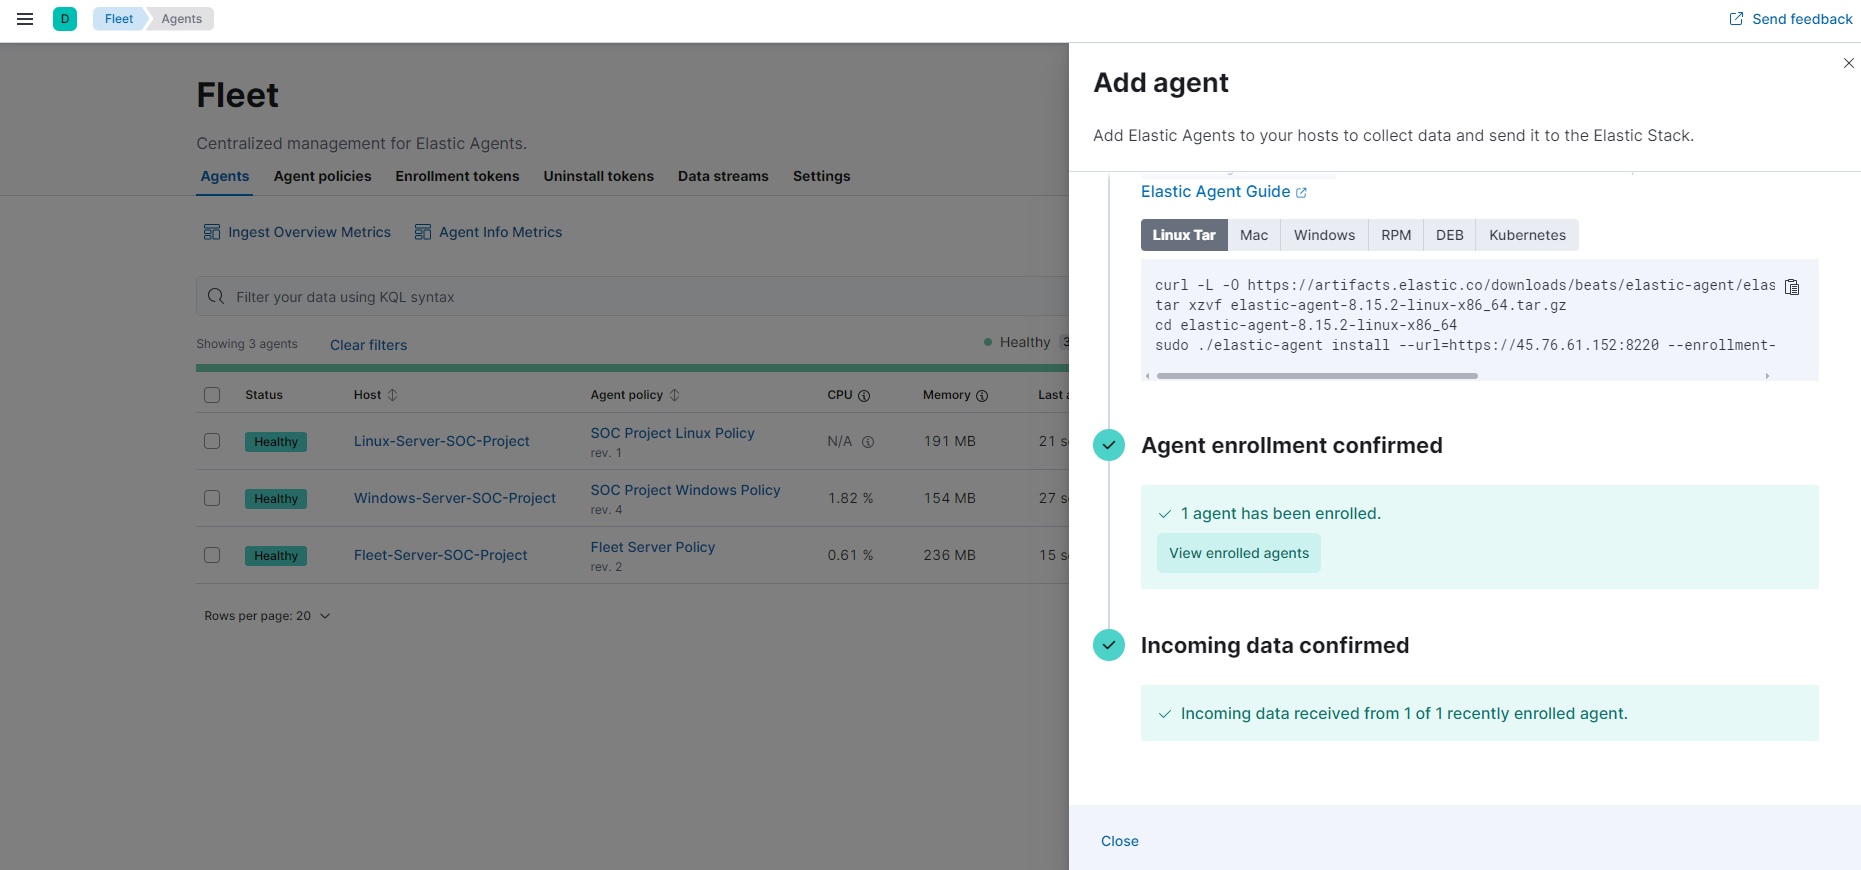 D
Fleet
Agents
Send feedback
Fleet
Centralized management for Elastic Agents.
Agents
Agent policies
Enrollment tokens
Uninstall tokens
Data streams
Settings
Ingest Overview Metrics
Agent Info Metrics
Filter your data using KQL syntax
Showing 3 agents
Clear filters
Healthy 3
Status
Host
Agent policy
CPU
Memory
Last
Healthy
Linux-Server-SOC-Project
SOC Project Linux Policy
rev. 1
N/A
191 MB
21
Healthy
Windows-Server-SOC-Project
SOC Project Windows Policy
rev. 4
1.82 %
154 MB
27
Healthy
Fleet-Server-SOC-Project
Fleet Server Policy
rev. 2
0.61 %
236 MB
15
Rows per page: 20
Add agent
Add Elastic Agents to your hosts to collect data and send it to the Elastic Stack.
Elastic Agent Guide
Linux Tar
Mac
Windows
RPM
DEB
Kubernetes
curl -L -O https://artifacts.elastic.co/downloads/beats/elastic-agent/elas
tar xzvf elastic-agent-8.15.2-linux-x86_64.tar.gz
cd elastic-agent-8.15.2-linux-x86_64
sudo ./elastic-agent install --url=https://45.76.61.152:8220 --enrollment-
Agent enrollment confirmed
1 agent has been enrolled.
View enrolled agents
Incoming data confirmed
Incoming data received from 1 of 1 recently enrolled agent.
Close